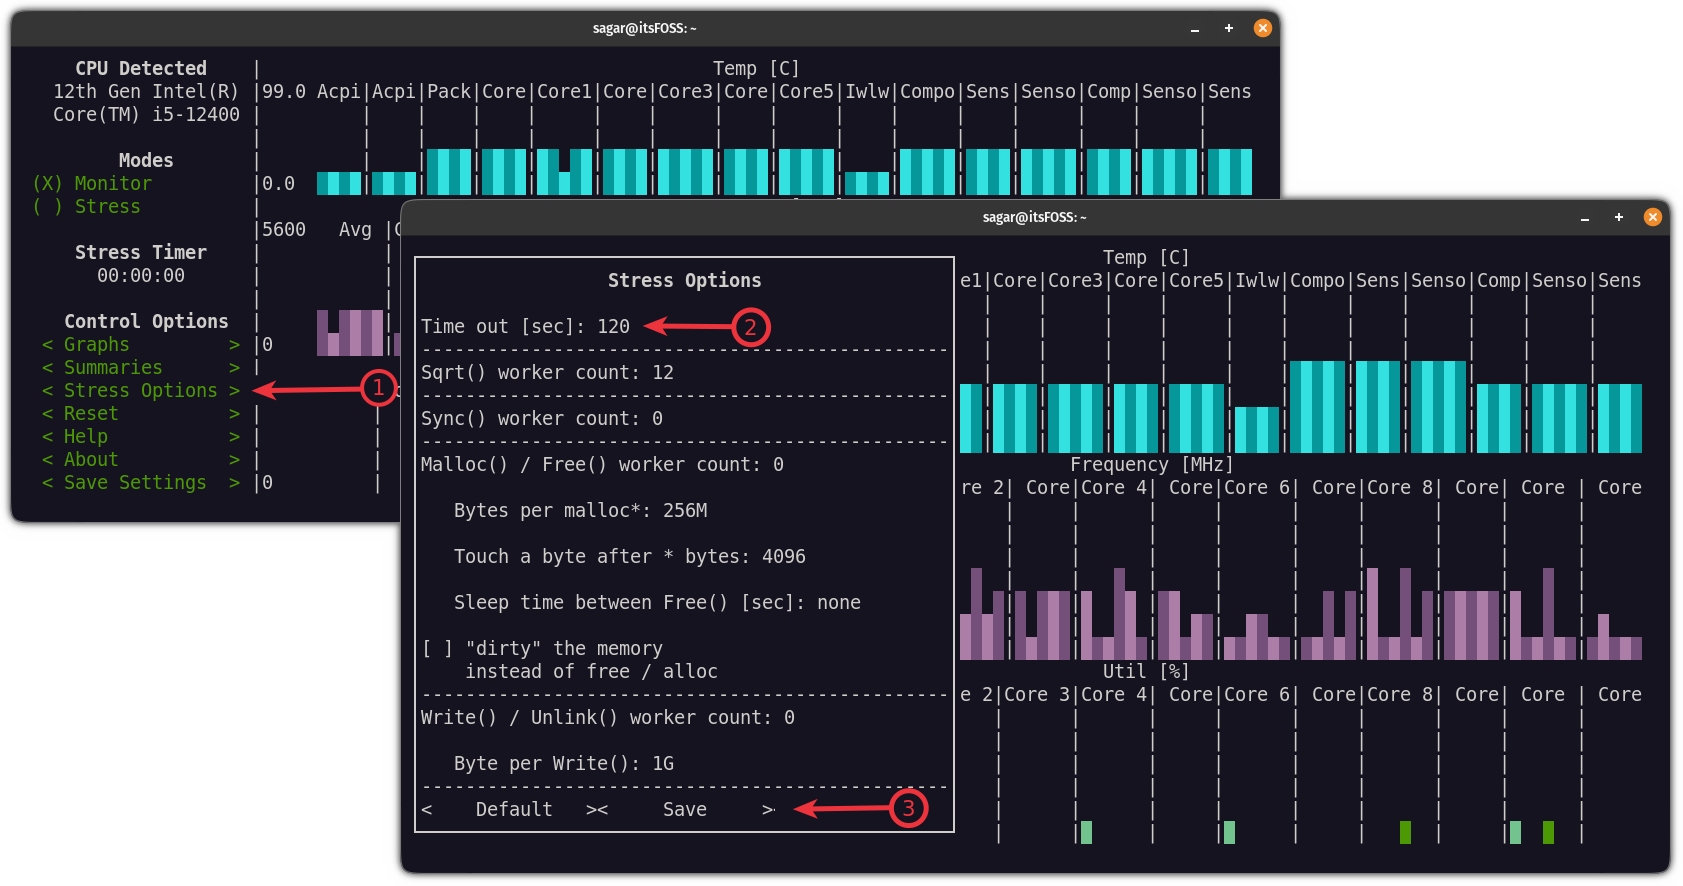 sagar@itsFOSS: ~
CPU Detected | Temp [C]
12th Gen Intel(R) |99.0 Acpi|Acpi|Pack|Core|Core1|Core|Core3|Core|Core5|Iwlw|Compo|Sens|Senso|Comp|Senso|Sens
Core(TM) i5-12400
Modes
(X) Monitor |0.0
( ) Stress
|5600 Avg |C
Stress Timer
00:00:00
Control Options
< Graphs > |0
< Summaries >
< Stress Options >
1
< Reset >
< Help >
< About >
< Save Settings > |0
sagar@itsFOSS: ~
Stress Options
Time out [sec]: 120
2
Sqrt() worker count: 12
Sync() worker count: 0
Malloc() / Free() worker count: 0
Bytes per malloc*: 256M
Touch a byte after * bytes: 4096
Sleep time between Free() [sec]: none
[ ] "dirty" the memory
instead of free / alloc
Write() / Unlink() worker count: 0
Byte per Write(): 1G
< Default >< Save >
3
Temp [C]
e1|Core|Core3|Core|Core5|Iwlw|Compo|Sens|Senso|Comp|Senso|Sens
Frequency [MHz]
re 2| Core|Core 4| Core|Core 6| Core|Core 8| Core| Core | Core
Util [%]
e 2|Core 3|Core 4| Core|Core 6| Core|Core 8| Core| Core | Core